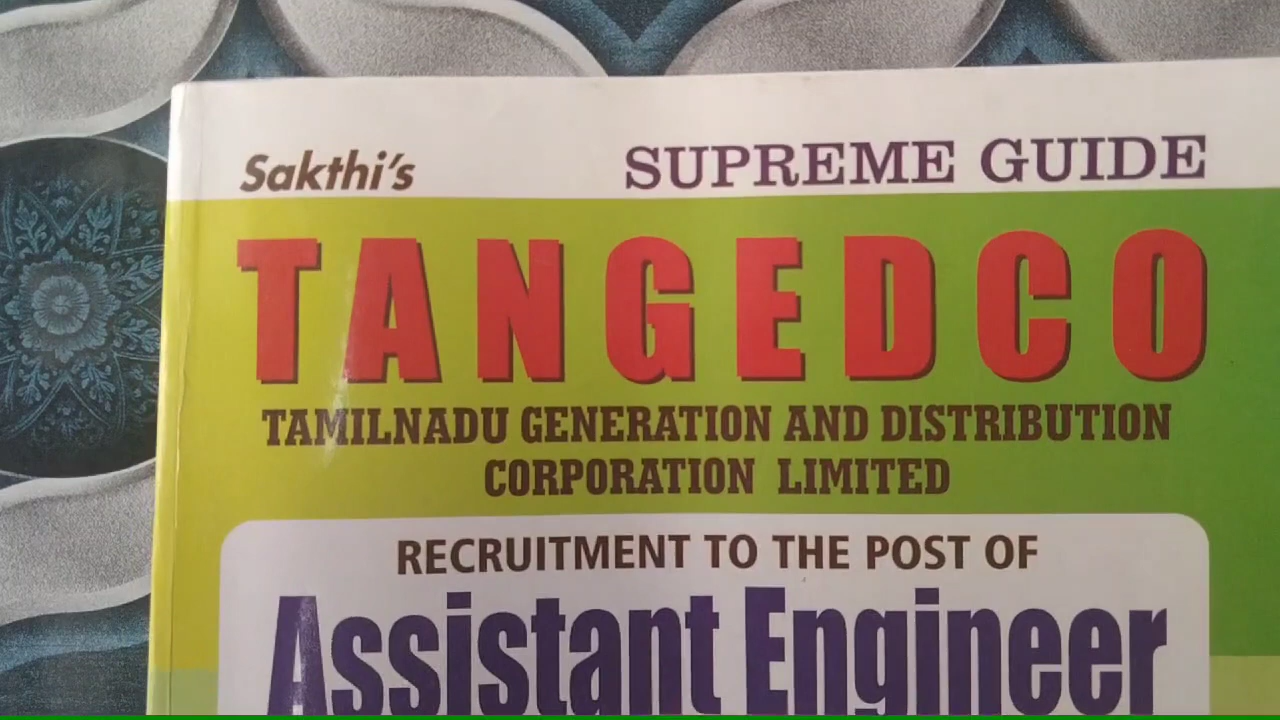 Sakthi's SUPREME GUIDE
TANGEDCO
TAMILNADU GENERATION AND DISTRIBUTION
CORPORATION LIMITED
RECRUITMENT TO THE POST OF
Assistant Engineer